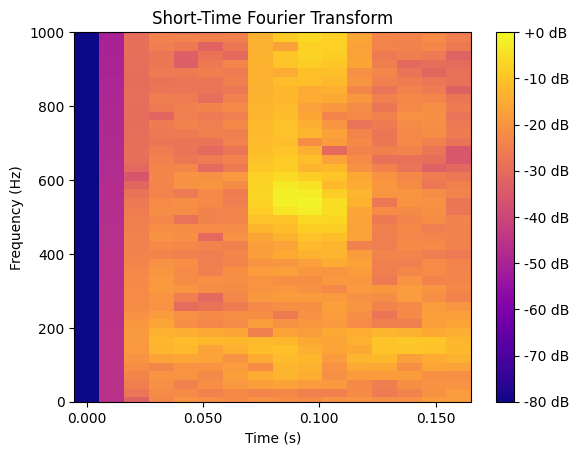 Short-Time Fourier Transform
Frequency (Hz)
1000
800
600
400
200
0
0.000
0.050
0.100
0.150
Time (s)
+0 dB
-10 dB
-20 dB
-30 dB
-40 dB
-50 dB
-60 dB
-70 dB
-80 dB